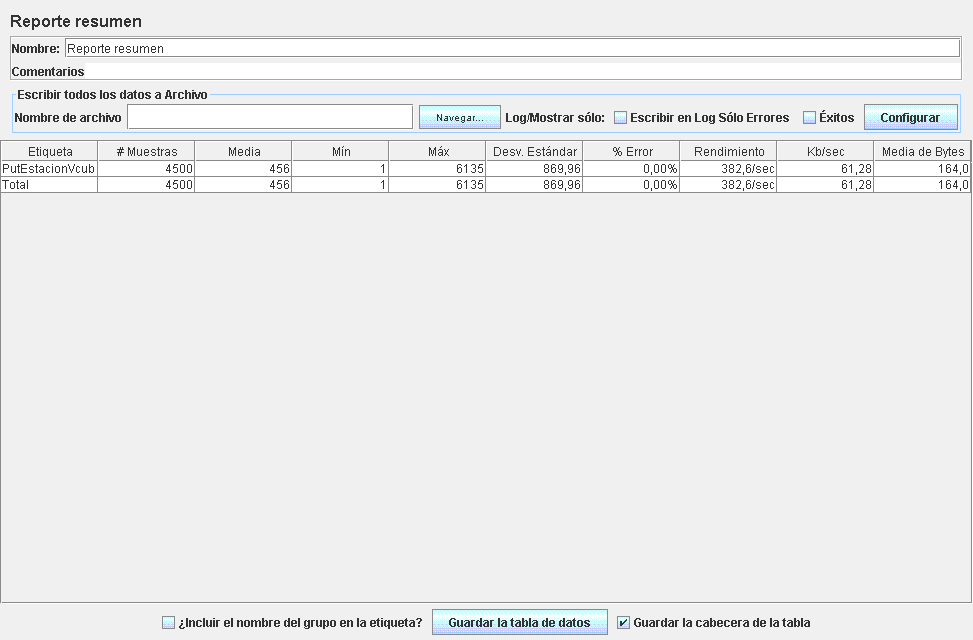 Reporte resumen
Nombre: Reporte resumen
Comentarios
Escribir todos los datos a Archivo
Nombre de archivo Navegar... Log/Mostrar sólo: Escribir en Log Sólo Errores Éxitos Configurar
Etiqueta # Muestras Media Mín Máx Desv. Estándar % Error Rendimiento Kb/sec Media de Bytes
PutEstacionVcub 4500 456 1 6135 869,96 0,00% 382,6/sec 61,28 164,0
Total 4500 456 1 6135 869,96 0,00% 382,6/sec 61,28 164,0
¿Incluir el nombre del grupo en la etiqueta? Guardar la tabla de datos Guardar la cabecera de la tabla